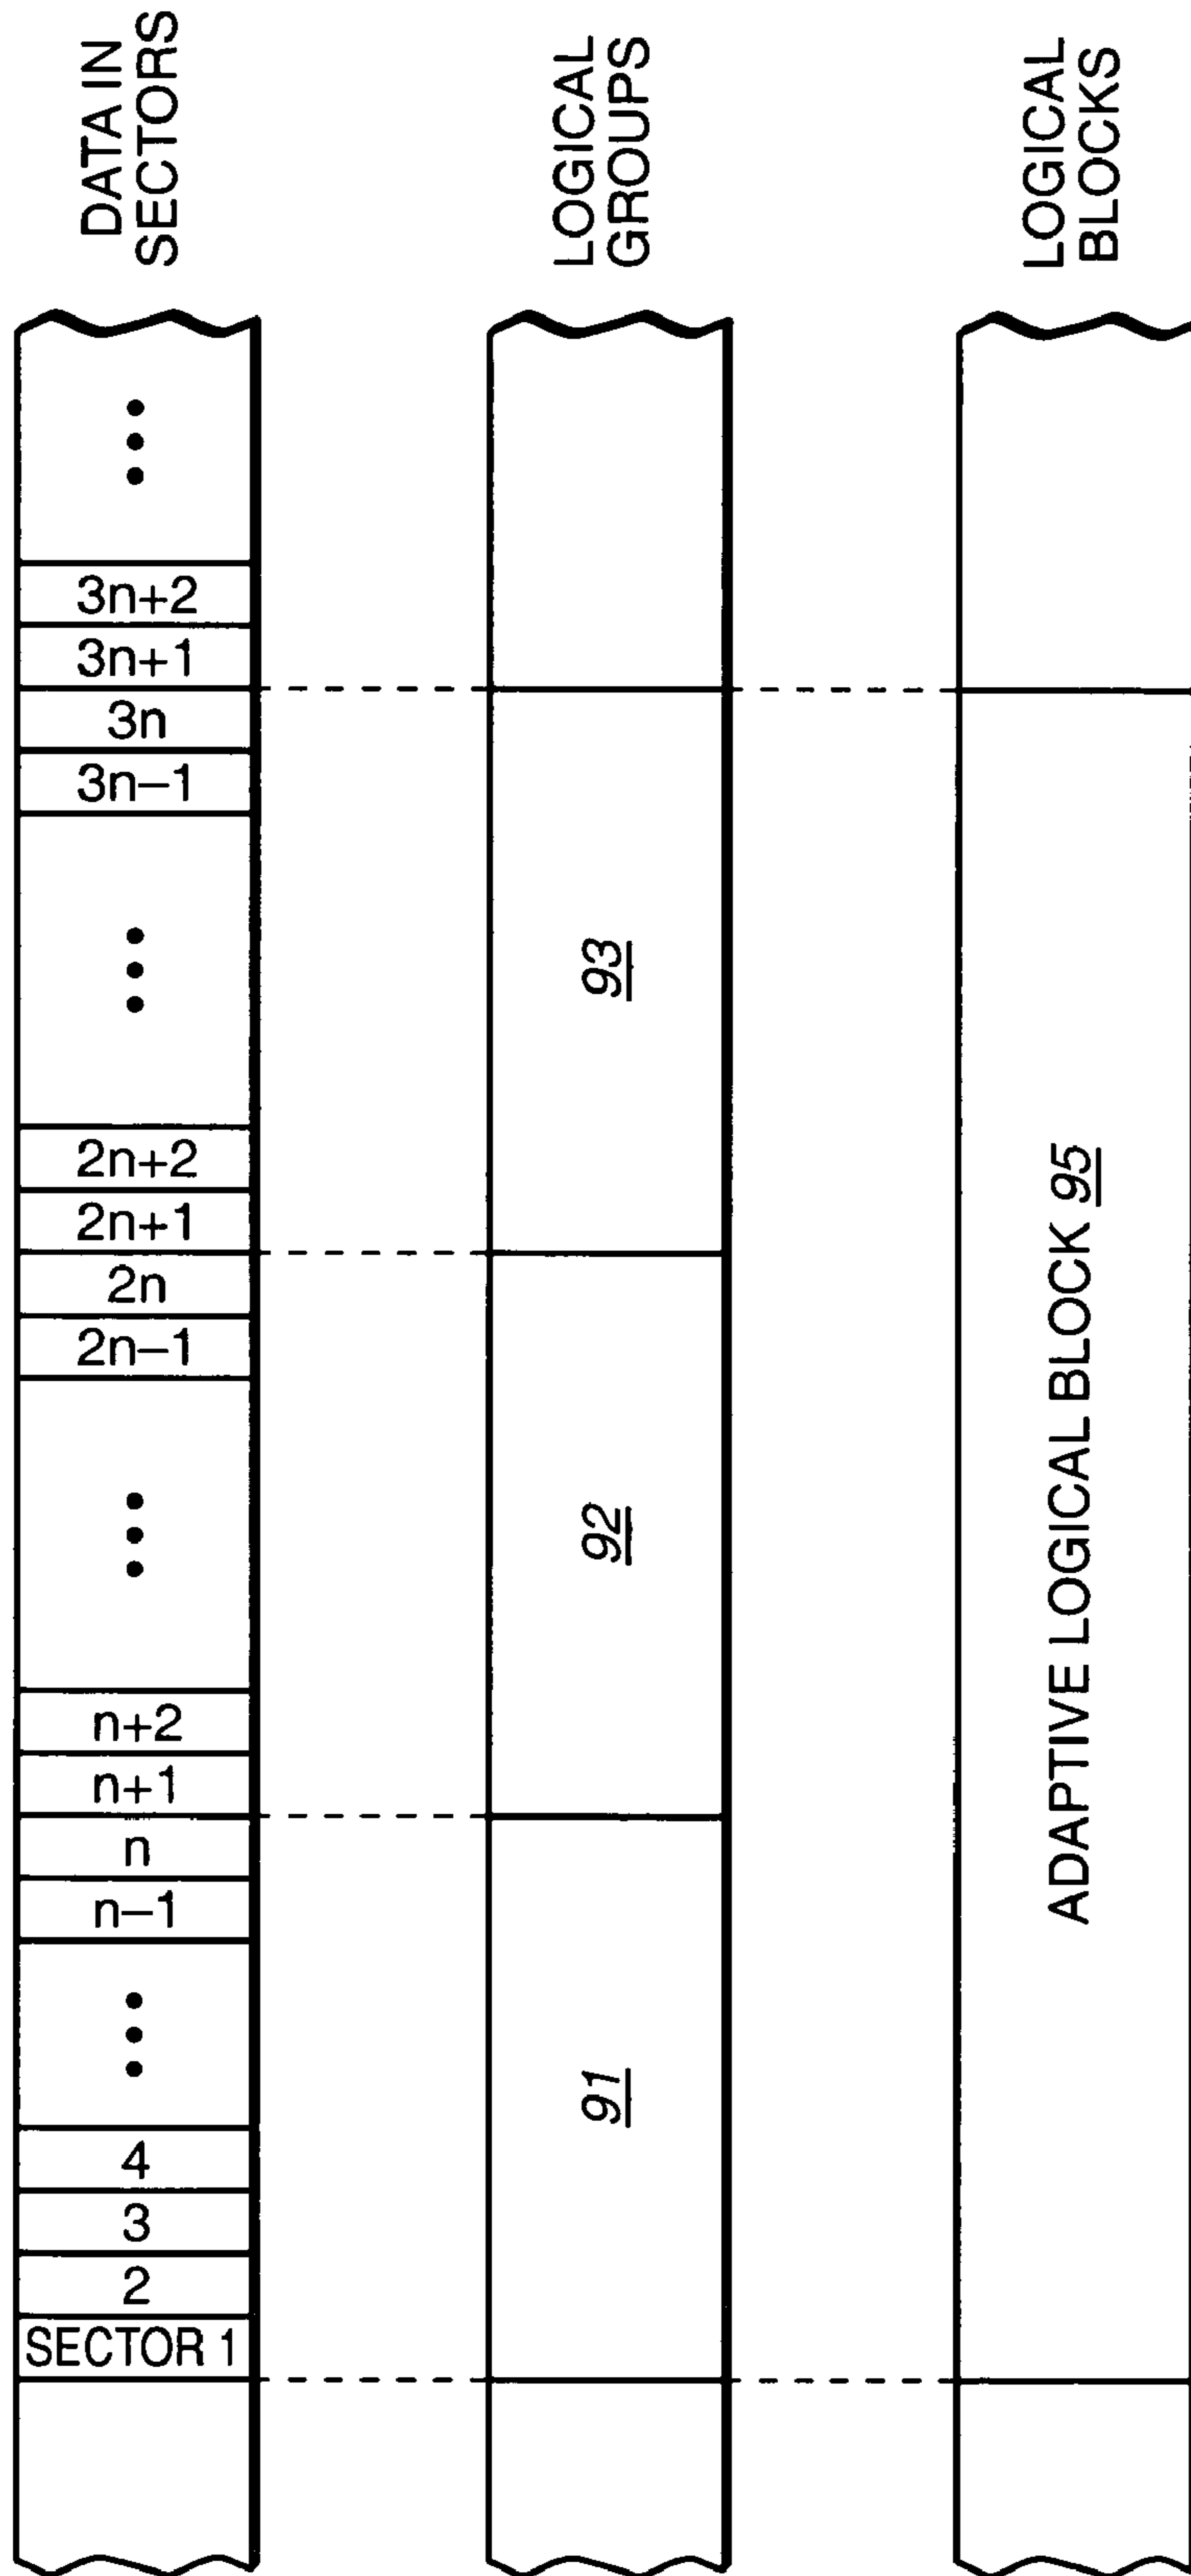 DATA IN
SECTORS
LOGICAL
GROUPS
LOGICAL
BLOCKS
•••
3n+2
3n+1
3n
3n–1
•••
2n+2
2n+1
2n
2n–1
•••
n+2
n+1
n
n–1
•••
4
3
2
SECTOR 1
93
92
91
ADAPTIVE LOGICAL BLOCK 95